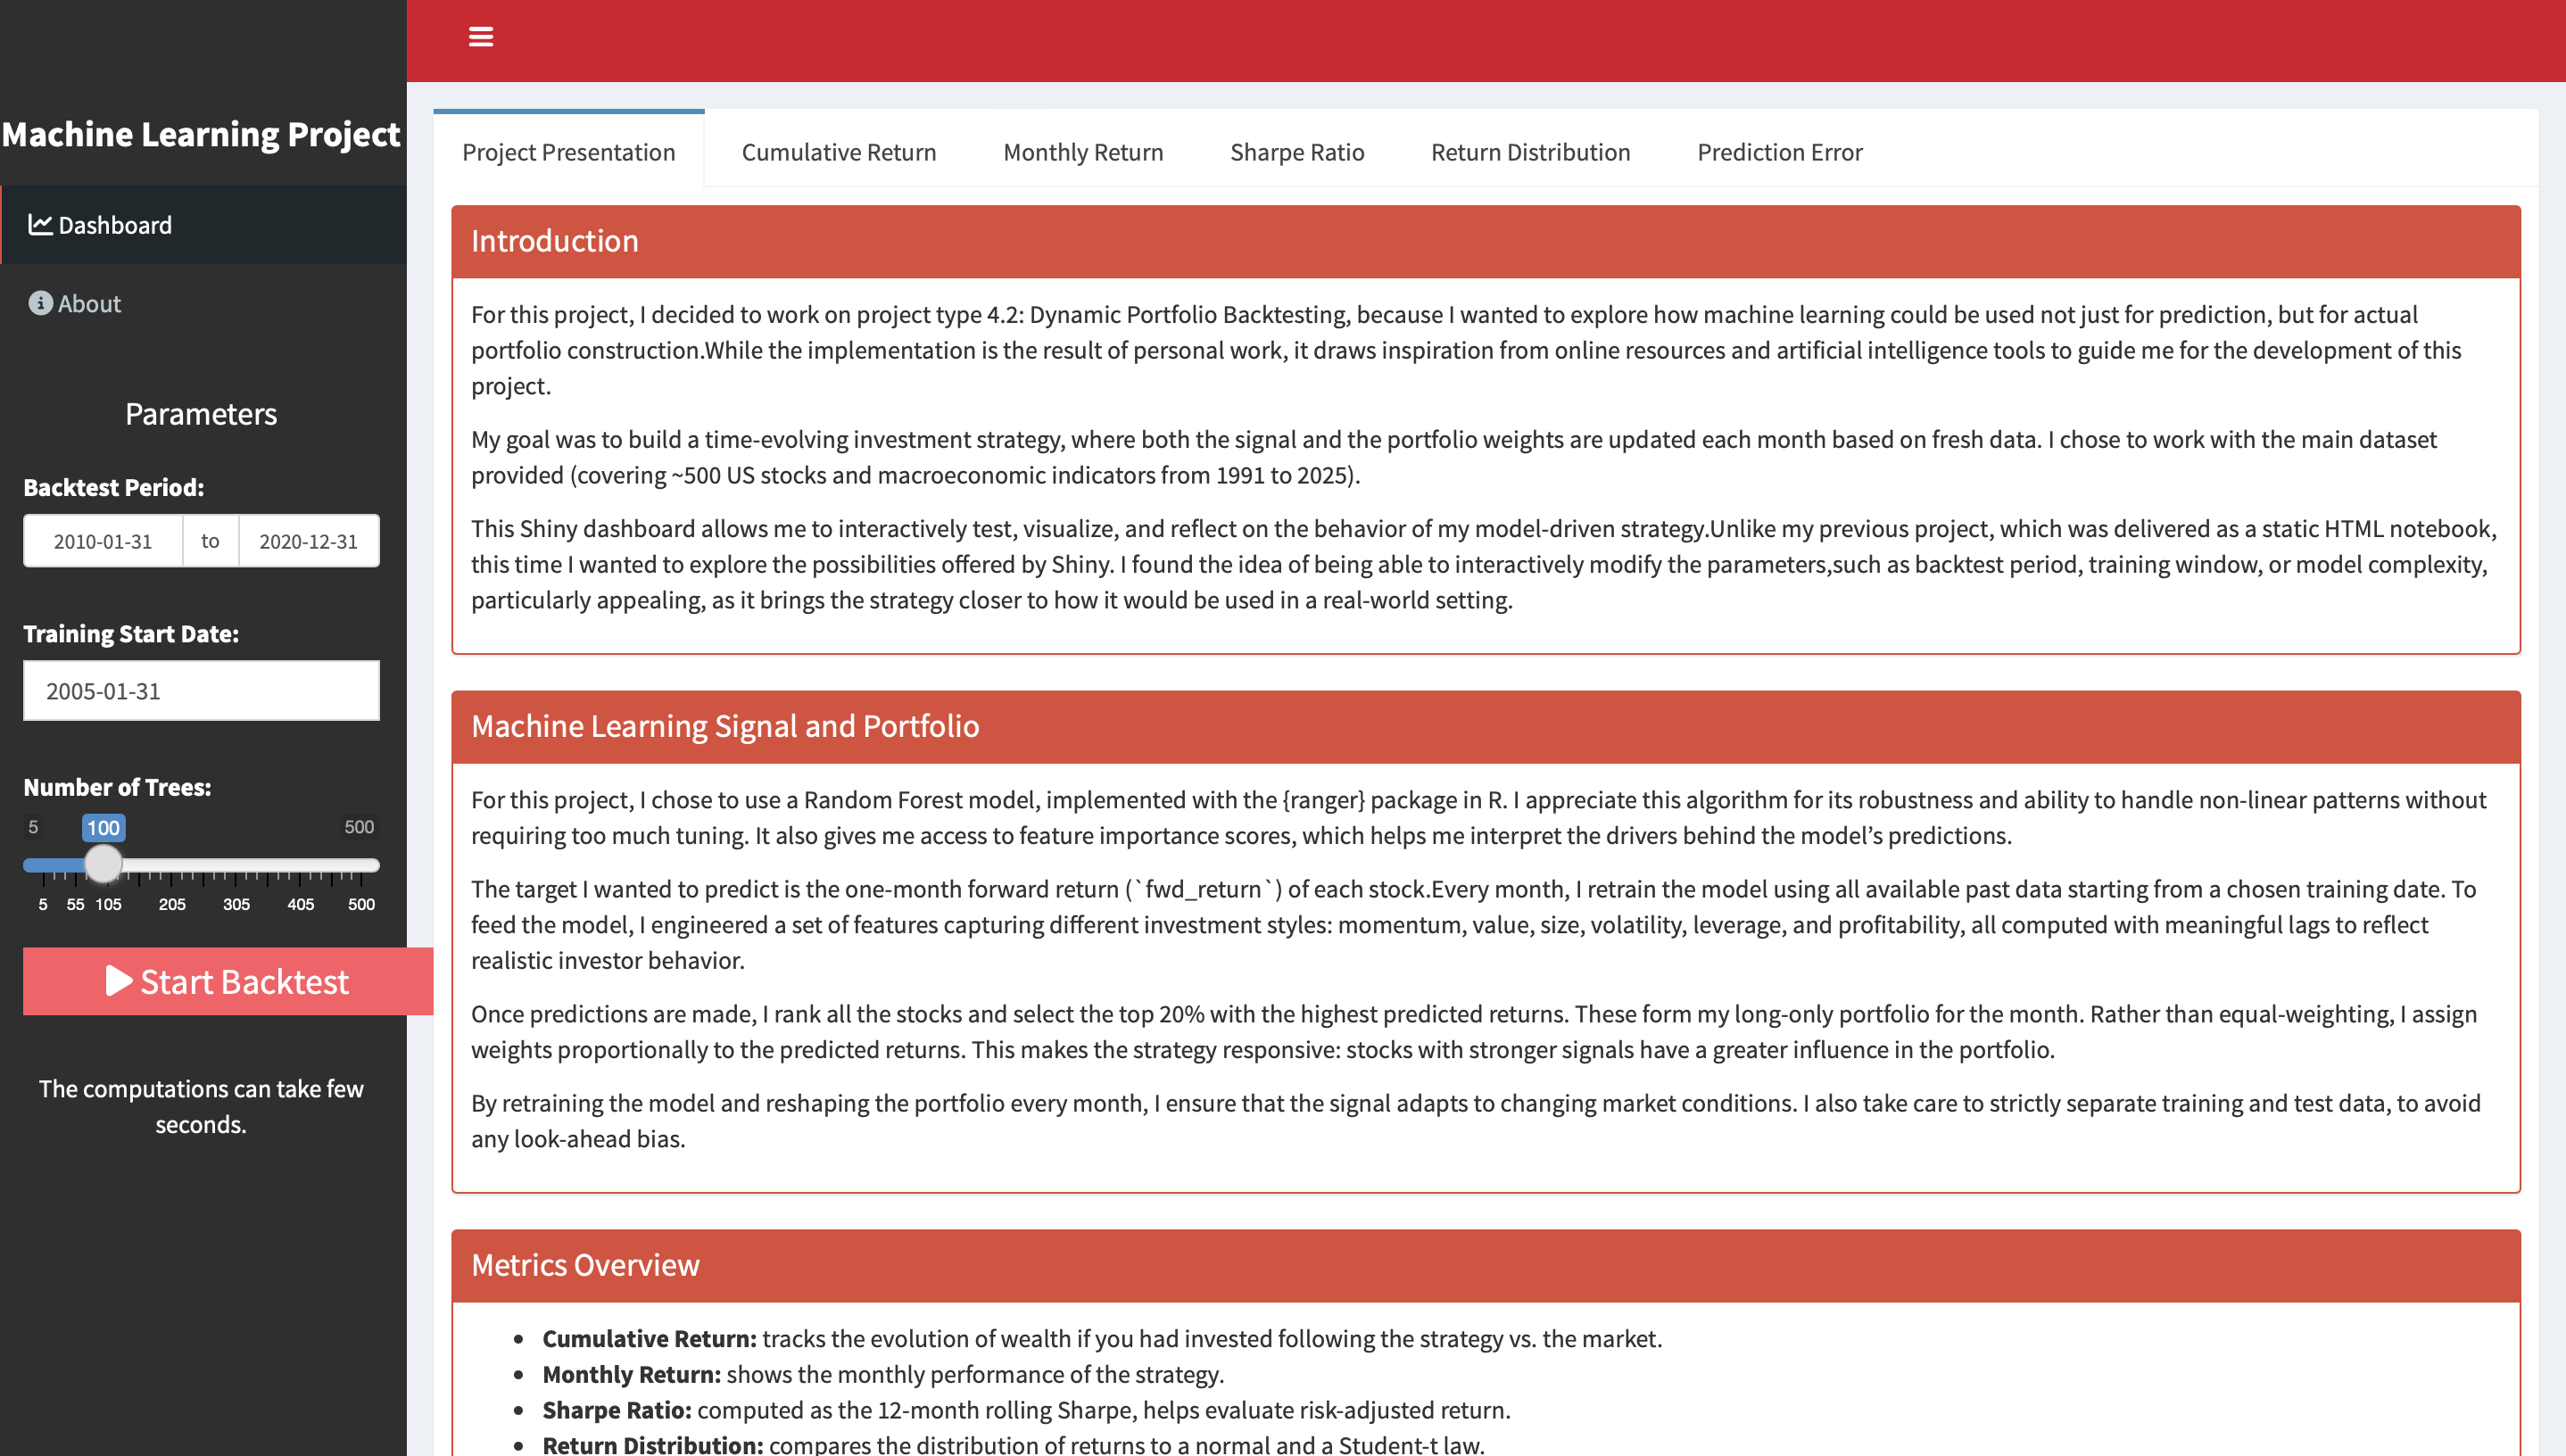 Machine Learning Project
Dashboard
About
Parameters
Backtest Period:
2010-01-31 to 2020-12-31
Training Start Date:
2005-01-31
Number of Trees:
5 100 500
5 55 105 205 305 405 500
Start Backtest
The computations can take few
seconds.
Project Presentation Cumulative Return Monthly Return Sharpe Ratio Return Distribution Prediction Error
Introduction
For this project, I decided to work on project type 4.2: Dynamic Portfolio Backtesting, because I wanted to explore how machine learning could be used not just for prediction, but for actual
portfolio construction.While the implementation is the result of personal work, it draws inspiration from online resources and artificial intelligence tools to guide me for the development of this
project.
My goal was to build a time-evolving investment strategy, where both the signal and the portfolio weights are updated each month based on fresh data. I chose to work with the main dataset
provided (covering ~500 US stocks and macroeconomic indicators from 1991 to 2025).
This Shiny dashboard allows me to interactively test, visualize, and reflect on the behavior of my model-driven strategy.Unlike my previous project, which was delivered as a static HTML notebook,
this time I wanted to explore the possibilities offered by Shiny. I found the idea of being able to interactively modify the parameters,such as backtest period, training window, or model complexity,
particularly appealing, as it brings the strategy closer to how it would be used in a real-world setting.
Machine Learning Signal and Portfolio
For this project, I chose to use a Random Forest model, implemented with the {ranger} package in R. I appreciate this algorithm for its robustness and ability to handle non-linear patterns without
requiring too much tuning. It also gives me access to feature importance scores, which helps me interpret the drivers behind the model’s predictions.
The target I wanted to predict is the one-month forward return (`fwd_return`) of each stock.Every month, I retrain the model using all available past data starting from a chosen training date. To
feed the model, I engineered a set of features capturing different investment styles: momentum, value, size, volatility, leverage, and profitability, all computed with meaningful lags to reflect
realistic investor behavior.
Once predictions are made, I rank all the stocks and select the top 20% with the highest predicted returns. These form my long-only portfolio for the month. Rather than equal-weighting, I assign
weights proportionally to the predicted returns. This makes the strategy responsive: stocks with stronger signals have a greater influence in the portfolio.
By retraining the model and reshaping the portfolio every month, I ensure that the signal adapts to changing market conditions. I also take care to strictly separate training and test data, to avoid
any look-ahead bias.
Metrics Overview
Cumulative Return: tracks the evolution of wealth if you had invested following the strategy vs. the market.
Monthly Return: shows the monthly performance of the strategy.
Sharpe Ratio: computed as the 12-month rolling Sharpe, helps evaluate risk-adjusted return.
Return Distribution: compares the distribution of returns to a normal and a Student-t law.